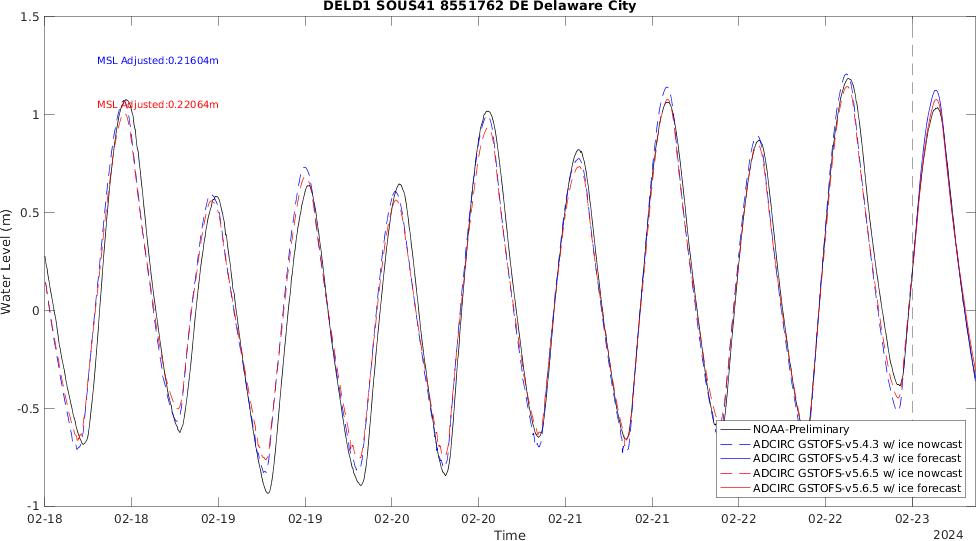 DELD1 SOUS41 8551762 DE Delaware City
1.5
MSL Adjusted:0.21604m
MSL Adjusted:0.22064m
1
0.5
0
-0.5
-1
Water Level (m)
NOAA-Preliminary
ADCIRC GSTOFS-v5.4.3 w/ ice nowcast
ADCIRC GSTOFS-v5.4.3 w/ ice forecast
ADCIRC GSTOFS-v5.6.5 w/ ice nowcast
ADCIRC GSTOFS-v5.6.5 w/ ice forecast
02-18 02-18 02-19 02-19 02-20 02-20 02-21 02-21 02-22 02-22 02-23
Time
2024